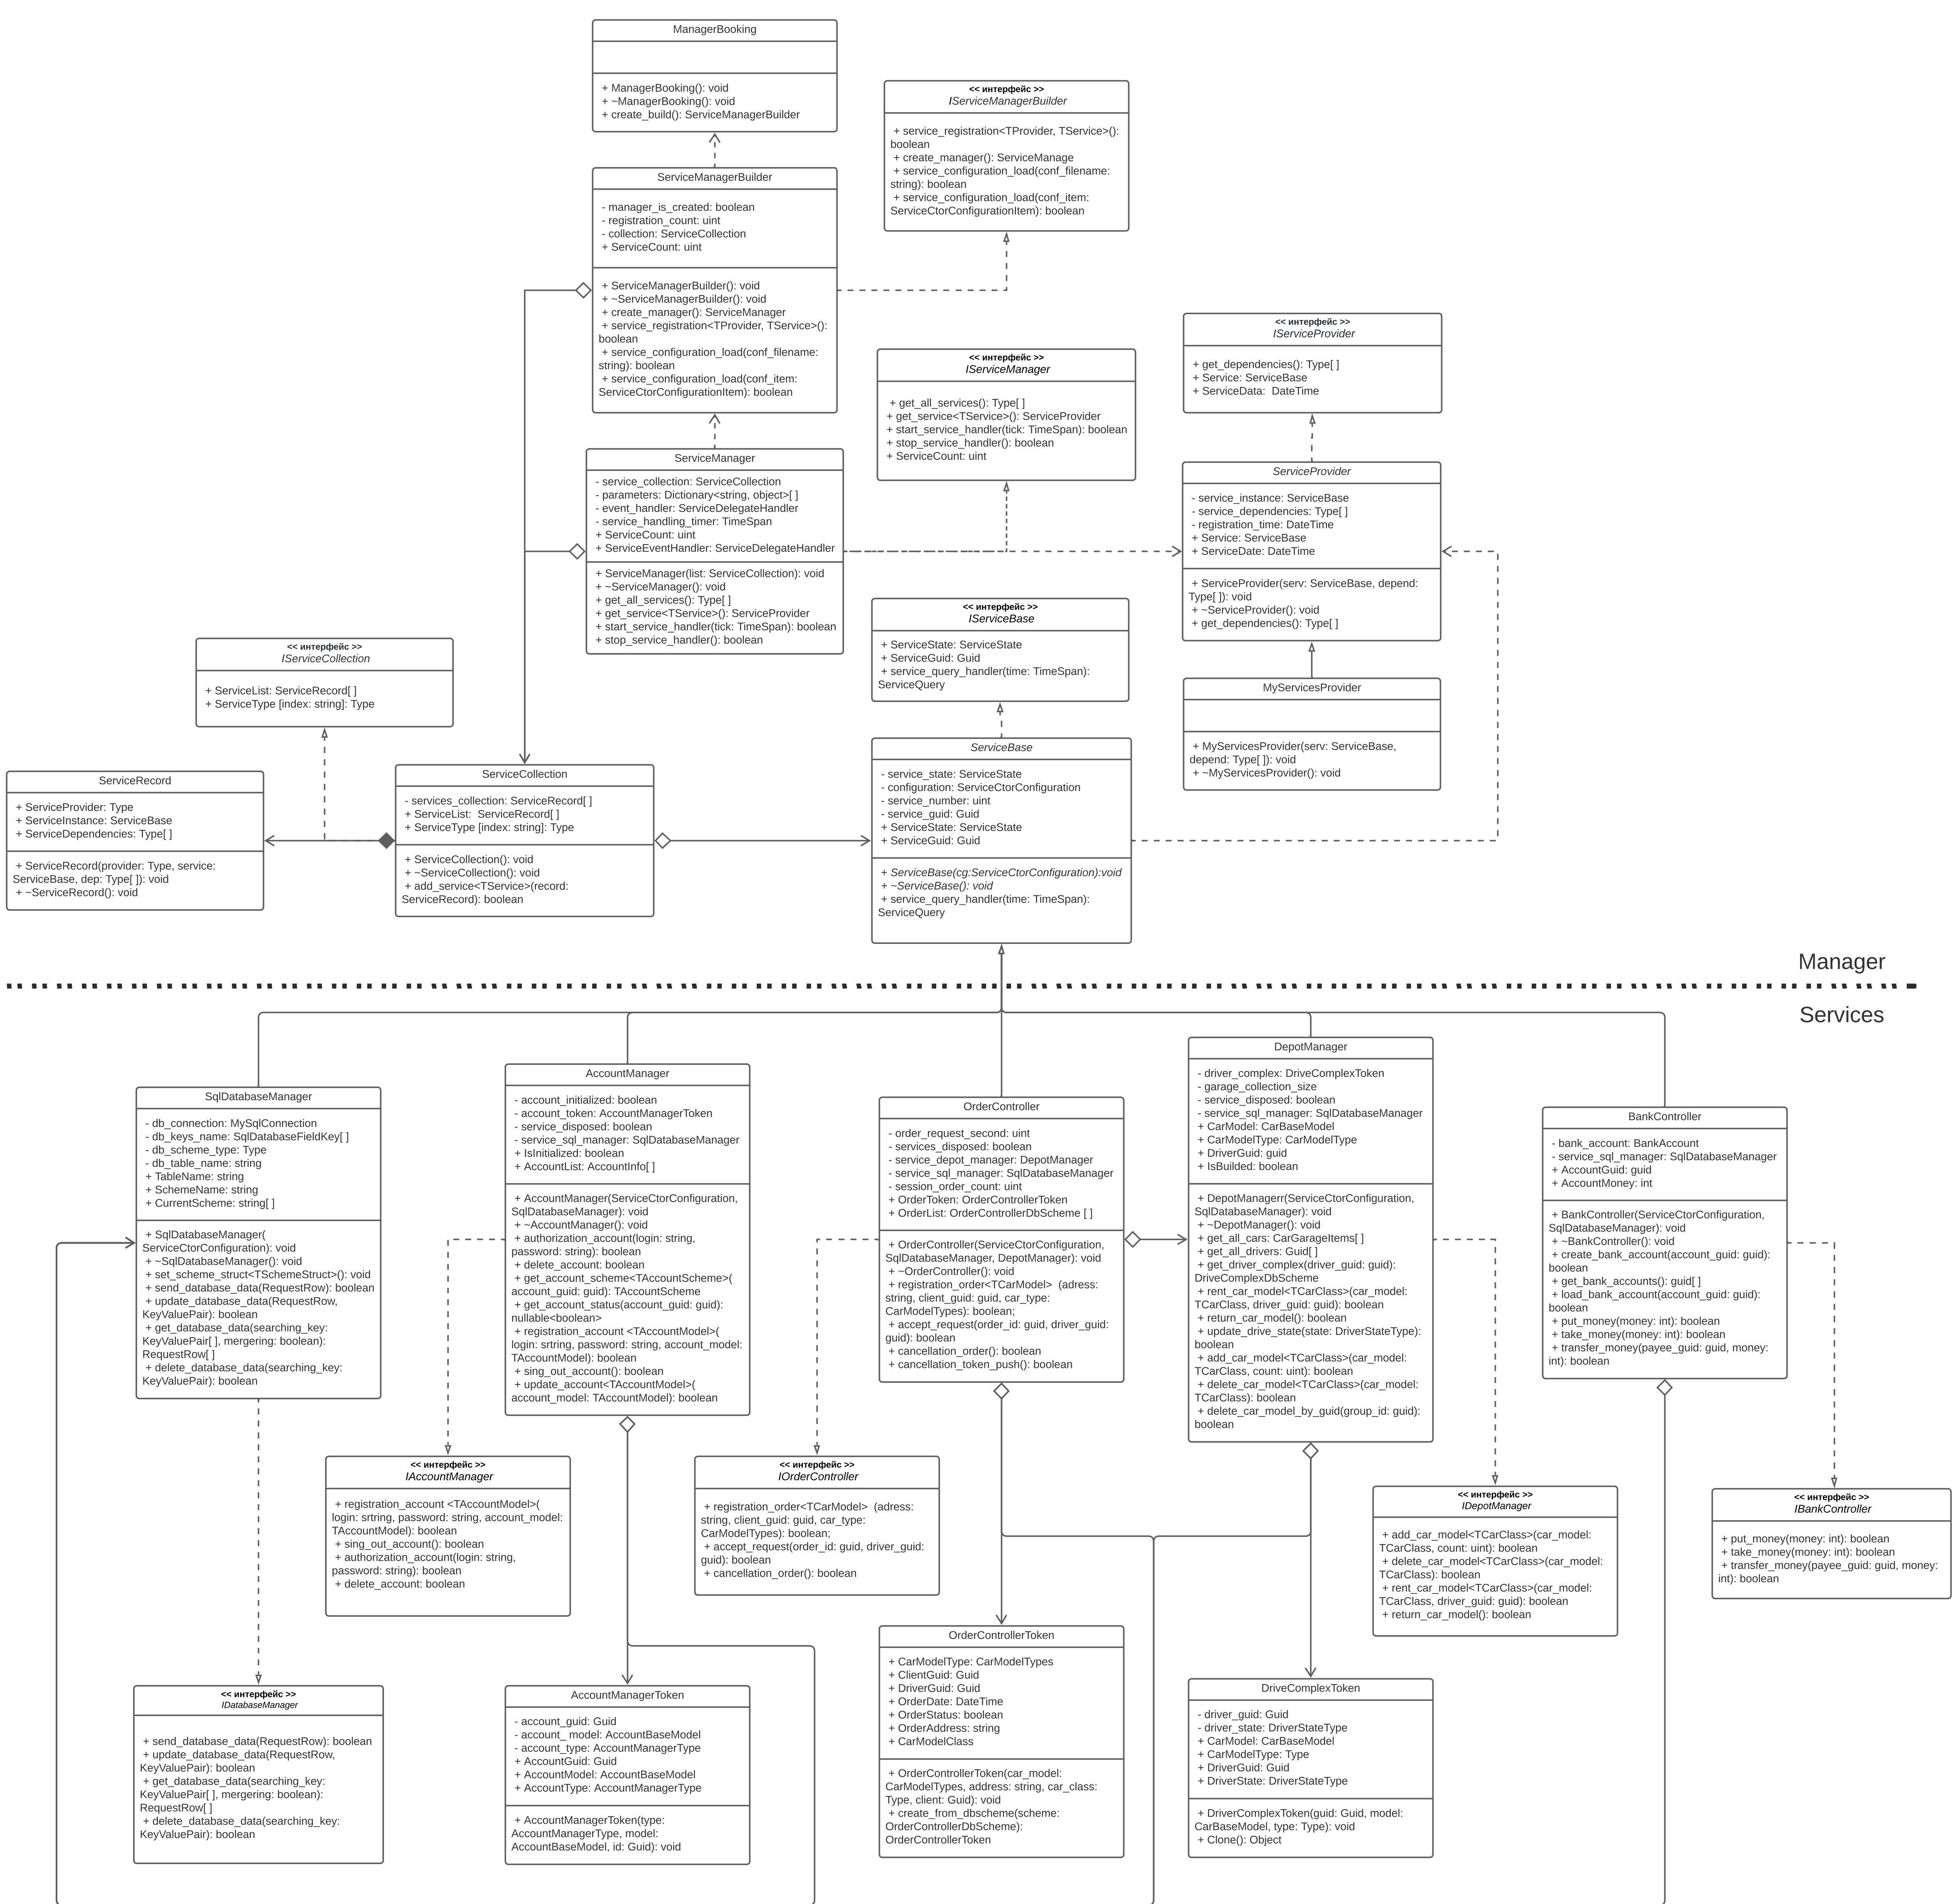 ManagerBooking
+ ManagerBooking(): void
+ ~ManagerBooking(): void
+ create_build(): ServiceManagerBuilder
<< интерфейс >>
IServiceManagerBuilder
+ service_registration<TProvider, TService>():
boolean
+ create_manager(): ServiceManage
+ service_configuration_load(conf_filename:
string): boolean
+ service_configuration_load(conf_item:
ServiceCtorConfigurationItem): boolean
ServiceManagerBuilder
- manager_is_created: boolean
- registration_count: uint
- collection: ServiceCollection
+ ServiceCount: uint
+ ServiceManagerBuilder(): void
+ ~ServiceManagerBuilder(): void
+ create_manager(): ServiceManager
+ service_registration<TProvider, TService>():
boolean
+ service_configuration_load(conf_filename:
string): boolean
+ service_configuration_load(conf_item:
ServiceCtorConfigurationItem): boolean
<< интерфейс >>
IServiceManager
+ get_all_services(): Type[ ]
+ get_service<TService>(): ServiceProvider
+ start_service_handler(tick: TimeSpan): boolean
+ stop_service_handler(): boolean
+ ServiceCount: uint
<< интерфейс >>
IServiceProvider
+ get_dependencies(): Type[ ]
+ Service: ServiceBase
+ ServiceData:  DateTime
ServiceManager
- service_collection: ServiceCollection
- parameters: Dictionary<string, object>[ ]
- event_handler: ServiceDelegateHandler
- service_handling_timer: TimeSpan
+ ServiceCount: uint
+ ServiceEventHandler: ServiceDelegateHandler
+ ServiceManager(list: ServiceCollection): void
+ ~ServiceManager(): void
+ get_all_services(): Type[ ]
+ get_service<TService>(): ServiceProvider
+ start_service_handler(tick: TimeSpan): boolean
+ stop_service_handler(): boolean
ServiceProvider
- service_instance: ServiceBase
- service_dependencies: Type[ ]
- registration_time: DateTime
+ Service: ServiceBase
+ ServiceDate: DateTime
+ ServiceProvider(serv: ServiceBase, depend:
Type[ ]): void
+ ~ServiceProvider(): void
+ get_dependencies(): Type[ ]
<< интерфейс >>
IServiceBase
+ ServiceState: ServiceState
+ ServiceGuid: Guid
+ service_query_handler(time: TimeSpan):
ServiceQuery
<< интерфейс >>
IServiceCollection
+ ServiceList: ServiceRecord[ ]
+ ServiceType [index: string]: Type
MyServicesProvider
+ MyServicesProvider(serv: ServiceBase,
depend: Type[ ]): void
+ ~MyServicesProvider(): void
ServiceRecord
+ ServiceProvider: Type
+ ServiceInstance: ServiceBase
+ ServiceDependencies: Type[ ]
+ ServiceRecord(provider: Type, service:
ServiceBase, dep: Type[ ]): void
+ ~ServiceRecord(): void
ServiceCollection
- services_collection: ServiceRecord[ ]
+ ServiceList:  ServiceRecord[ ]
+ ServiceType [index: string]: Type
+ ServiceCollection(): void
+ ~ServiceCollection(): void
+ add_service<TService>(record:
ServiceRecord): boolean
ServiceBase
- service_state: ServiceState
- configuration: ServiceCtorConfiguration
- service_number: uint
- service_guid: Guid
+ ServiceState: ServiceState
+ ServiceGuid: Guid
+ ServiceBase(cg:ServiceCtorConfiguration):void
+ ~ServiceBase(): void
+ service_query_handler(time: TimeSpan):
ServiceQuery
Manager
Services
SqlDatabaseManager
- db_connection: MySqlConnection
- db_keys_name: SqlDatabaseFieldKey[ ]
- db_scheme_type: Type
- db_table_name: string
+ TableName: string
+ SchemeName: string
+ CurrentScheme: string[ ]
+ SqlDatabaseManager(
ServiceCtorConfiguration): void
+ ~SqlDatabaseManager(): void
+ set_scheme_struct<TSchemeStruct>(): void
+ send_database_data(RequestRow): boolean
+ update_database_data(RequestRow,
KeyValuePair): boolean
+ get_database_data(searching_key:
KeyValuePair[ ], mergering: boolean):
RequestRow[ ]
+ delete_database_data(searching_key:
KeyValuePair): boolean
AccountManager
- account_initialized: boolean
- account_token: AccountManagerToken
- service_disposed: boolean
- service_sql_manager: SqlDatabaseManager
+ IsInitialized: boolean
+ AccountList: AccountInfo[ ]
+ AccountManager(ServiceCtorConfiguration,
SqlDatabaseManager): void
+ ~AccountManager(): void
+ authorization_account(login: string,
password: string): boolean
+ delete_account: boolean
+ get_account_scheme<TAccountScheme>(
account_guid: guid): TAccountScheme
+ get_account_status(account_guid: guid):
nullable<boolean>
+ registration_account <TAccountModel>(
login: srtring, password: string, account_model:
TAccountModel): boolean
+ sing_out_account(): boolean
+ update_account<TAccountModel>(
account_model: TAccountModel): boolean
OrderController
- order_request_second: uint
- services_disposed: boolean
- service_depot_manager: DepotManager
- service_sql_manager: SqlDatabaseManager
- session_order_count: uint
+ OrderToken: OrderControllerToken
+ OrderList: OrderControllerDbScheme [ ]
+ OrderController(ServiceCtorConfiguration,
SqlDatabaseManager, DepotManager): void
+ ~OrderController(): void
+ registration_order<TCarModel>  (adress:
string, client_guid: guid, car_type:
CarModelTypes): boolean;
+ accept_request(order_id: guid, driver_guid:
guid): boolean
+ cancellation_order(): boolean
+ cancellation_token_push(): boolean
DepotManager
- driver_complex: DriveComplexToken
- garage_collection_size
- service_disposed: boolean
- service_sql_manager: SqlDatabaseManager
+ CarModel: CarBaseModel
+ CarModelType: CarModelType
+ DriverGuid: guid
+ IsBuilded: boolean
+ DepotManagerr(ServiceCtorConfiguration,
SqlDatabaseManager): void
+ ~DepotManager(): void
+ get_all_cars: CarGarageItems[ ]
+ get_all_drivers: Guid[ ]
+ get_driver_complex(driver_guid: guid):
DriveComplexDbScheme
+ rent_car_model<TCarClass>(car_model:
TCarClass, driver_guid: guid): boolean
+ return_car_model(): boolean
+ update_drive_state(state: DriverStateType):
boolean
+ add_car_model<TCarClass>(car_model:
TCarClass, count: uint): boolean
+ delete_car_model<TCarClass>(car_model:
TCarClass): boolean
+ delete_car_model_by_guid(group_id: guid):
boolean
BankController
- bank_account: BankAccount
- service_sql_manager: SqlDatabaseManager
+ AccountGuid: guid
+ AccountMoney: int
+ BankController(ServiceCtorConfiguration,
SqlDatabaseManager): void
+ ~BankController(): void
+ create_bank_account(account_guid: guid):
boolean
+ get_bank_accounts(): guid[ ]
+ load_bank_account(account_guid: guid):
boolean
+ put_money(money: int): boolean
+ take_money(money: int): boolean
+ transfer_money(payee_guid: guid, money:
int): boolean
<< интерфейс >>
IAccountManager
+ registration_account <TAccountModel>(
login: srtring, password: string, account_model:
TAccountModel): boolean
+ sing_out_account(): boolean
+ authorization_account(login: string,
password: string): boolean
+ delete_account: boolean
<< интерфейс >>
IOrderController
+ registration_order<TCarModel>  (adress:
string, client_guid: guid, car_type:
CarModelTypes): boolean;
+ accept_request(order_id: guid, driver_guid:
guid): boolean
+ cancellation_order(): boolean
<< интерфейс >>
IDepotManager
+ add_car_model<TCarClass>(car_model:
TCarClass, count: uint): boolean
+ delete_car_model<TCarClass>(car_model:
TCarClass): boolean
+ rent_car_model<TCarClass>(car_model:
TCarClass, driver_guid: guid): boolean
+ return_car_model(): boolean
<< интерфейс >>
IBankController
+ put_money(money: int): boolean
+ take_money(money: int): boolean
+ transfer_money(payee_guid: guid, money:
int): boolean
<< интерфейс >>
IDatabaseManager
+ send_database_data(RequestRow): boolean
+ update_database_data(RequestRow,
KeyValuePair): boolean
+ get_database_data(searching_key:
KeyValuePair[ ], mergering: boolean):
RequestRow[ ]
+ delete_database_data(searching_key:
KeyValuePair): boolean
AccountManagerToken
- account_guid: Guid
- account_ model: AccountBaseModel
- account_type: AccountManagerType
+ AccountGuid: Guid
+ AccountModel: AccountBaseModel
+ AccountType: AccountManagerType
+ AccountManagerToken(type:
AccountManagerType, model:
AccountBaseModel, id: Guid): void
OrderControllerToken
+ CarModelType: CarModelTypes
+ ClientGuid: Guid
+ DriverGuid: Guid
+ OrderDate: DateTime
+ OrderStatus: boolean
+ OrderAddress: string
+ CarModelClass
+ OrderControllerToken(car_model:
CarModelTypes, address: string, car_class:
Type, client: Guid): void
+ create_from_dbscheme(scheme:
OrderControllerDbScheme):
OrderControllerToken
DriveComplexToken
- driver_guid: Guid
- driver_state: DriverStateType
+ CarModel: CarBaseModel
+ CarModelType: Type
+ DriverGuid: Guid
+ DriverState: DriverStateType
+ DriverComplexToken(guid: Guid, model:
CarBaseModel, type: Type): void
+ Clone(): Object